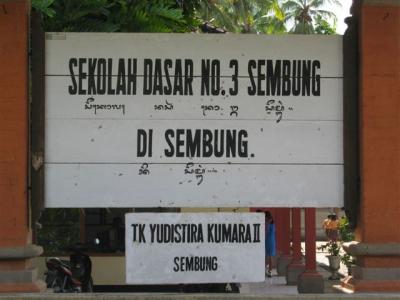 SEKOLAH DASAR NO. 3 SEMBUNG
DI SEMBUNG.
TK YUDISTIRA KUMARA II
SEMBUNG